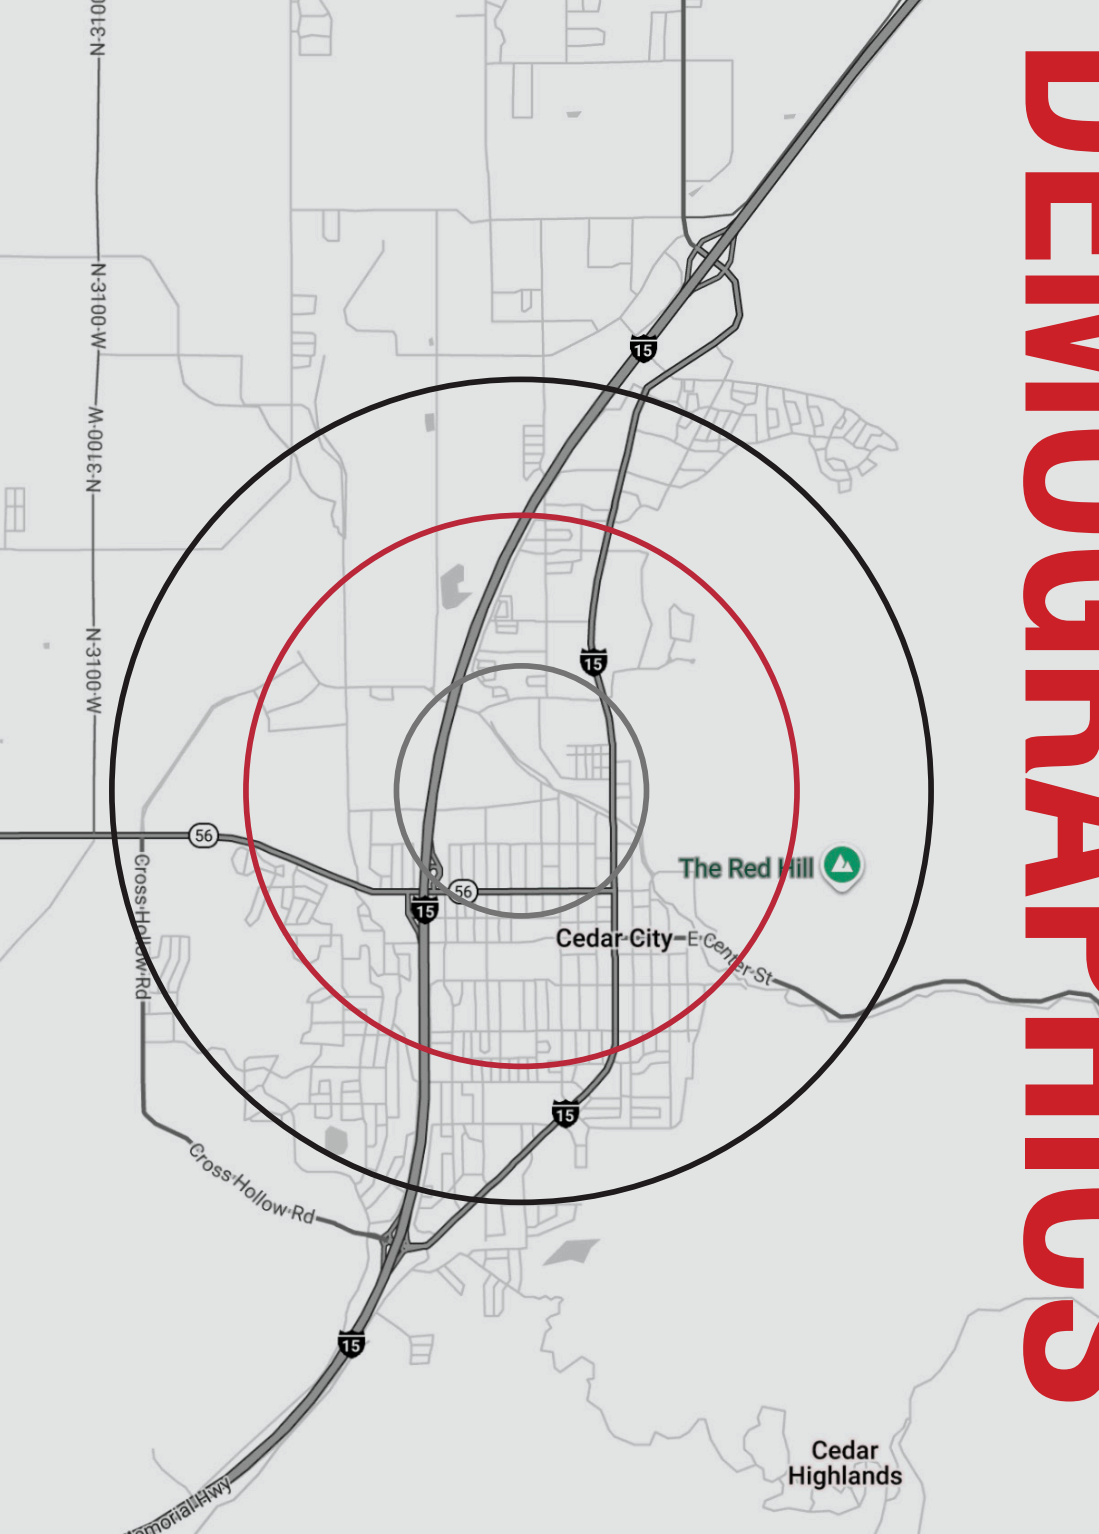 N-3100
N-3100-W
N-3100-W
N-3100-W
15
15
56
The Red Hill
56
15
Cedar City
E Center St
Cross Hollow Rd
15
Cross Hollow Rd
15
Cedar
Highlands
emorial Hwy
DEMOGRAPHICS